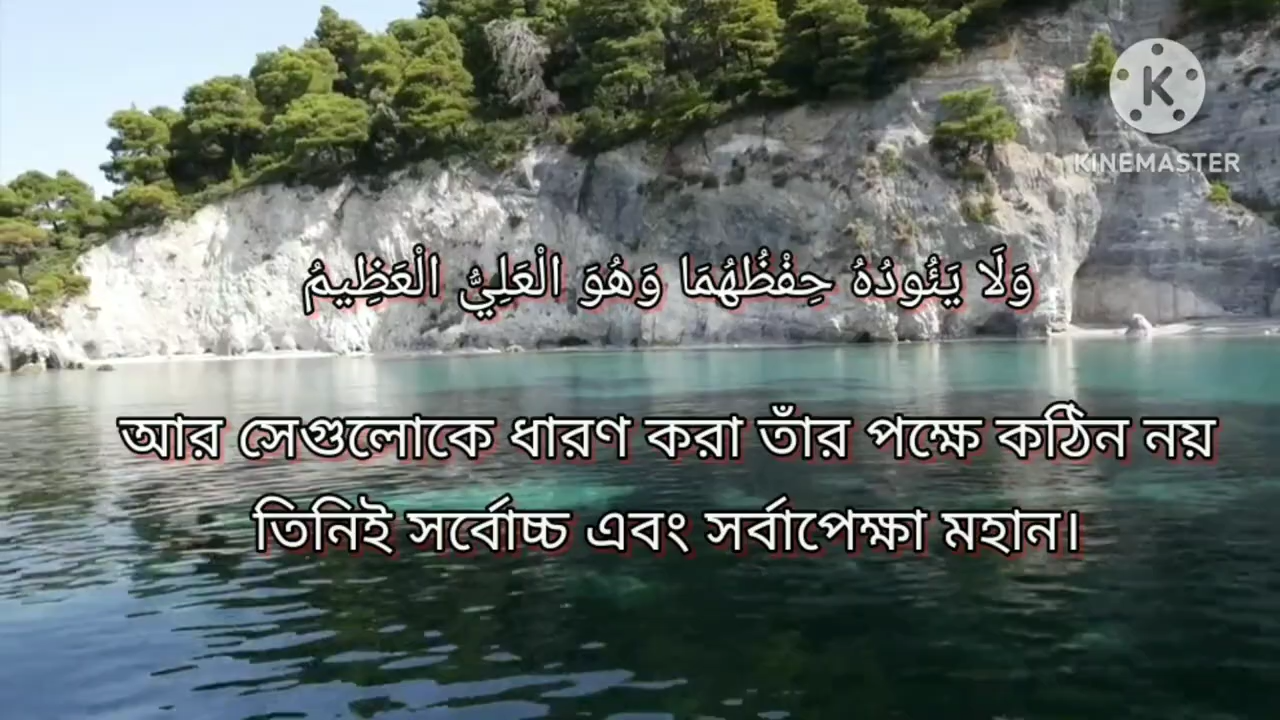 K
KINEMASTER
وَلَا يَئُودُهُ حِفْظُهُمَا وَهُوَ الْعَلِيُّ الْعَظِيمُ
আর সেগুলোকে ধারণ করা তাঁর পক্ষে কঠিন নয়
তিনিই সর্বোচ্চ এবং সর্বাপেক্ষা মহান।